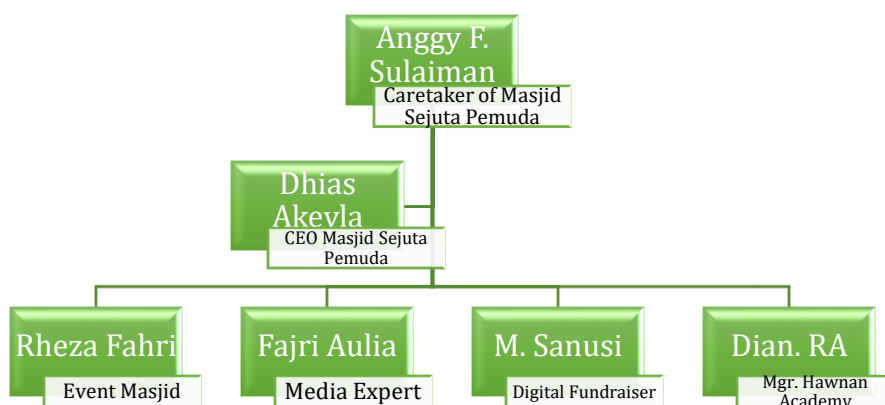 Anggy F.
Sulaiman
Caretaker of Masjid
Sejuta Pemuda
Dhias
Akevla
CEO Masjid Sejuta
Pemuda
Rheza Fahri
Event Masjid
Fajri Aulia
Media Expert
M. Sanusi
Digital Fundraiser
Dian. RA
Mgr. Hawnan
Academy